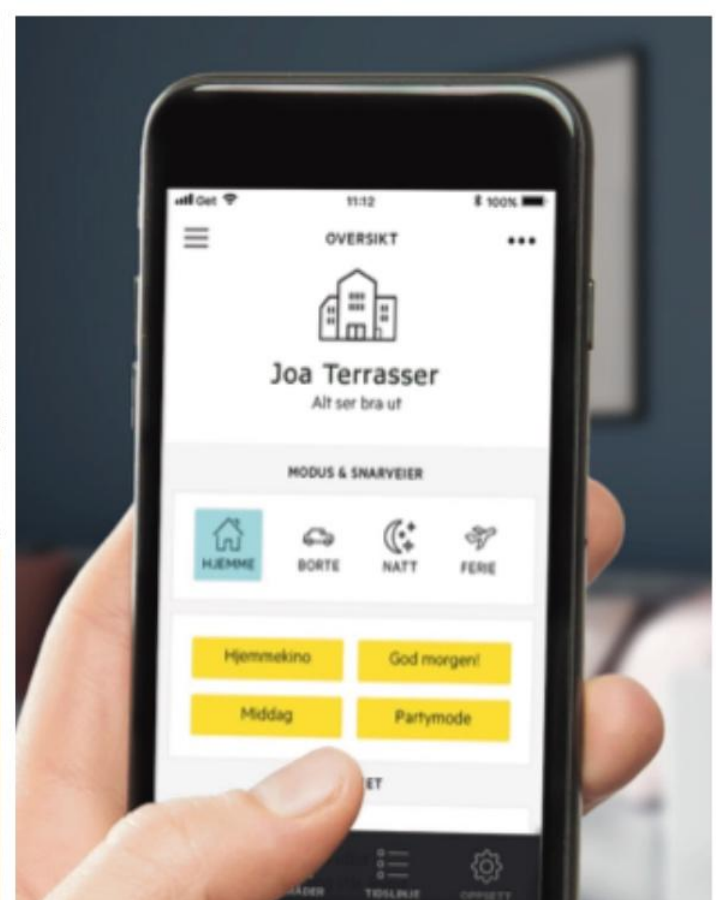 Get 11:12 100%
OVERSIKT
Joa Terrasser
Alt ser bra ut
MODUS & SNARVEIER
HJEMME BORTE NATT FERIE
Hjemmekino God morgen!
Middag Partymode
ET
TIDSLINJE OPPSETT